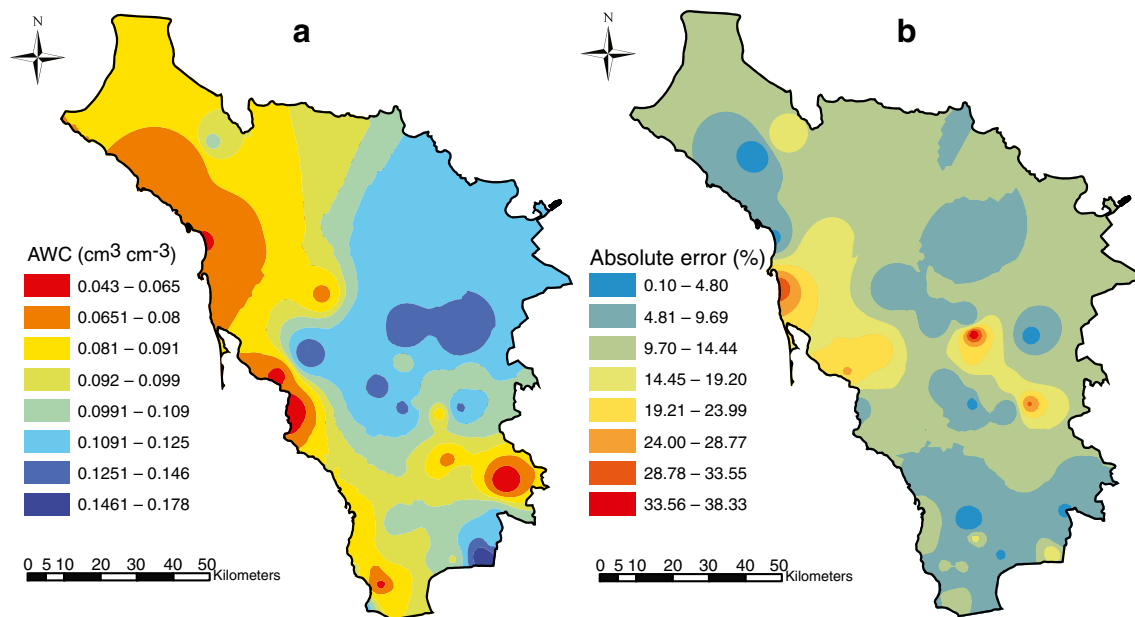 N
a
AWC (cm³ cm⁻³)
0.043 – 0.065
0.0651 – 0.08
0.081 – 0.091
0.092 – 0.099
0.0991 – 0.109
0.1091 – 0.125
0.1251 – 0.146
0.1461 – 0.178
0 5 10 20 30 40 50
Kilometers
N
b
Absolute error (%)
0.10 – 4.80
4.81 – 9.69
9.70 – 14.44
14.45 – 19.20
19.21 – 23.99
24.00 – 28.77
28.78 – 33.55
33.56 – 38.33
0 5 10 20 30 40 50
Kilometers